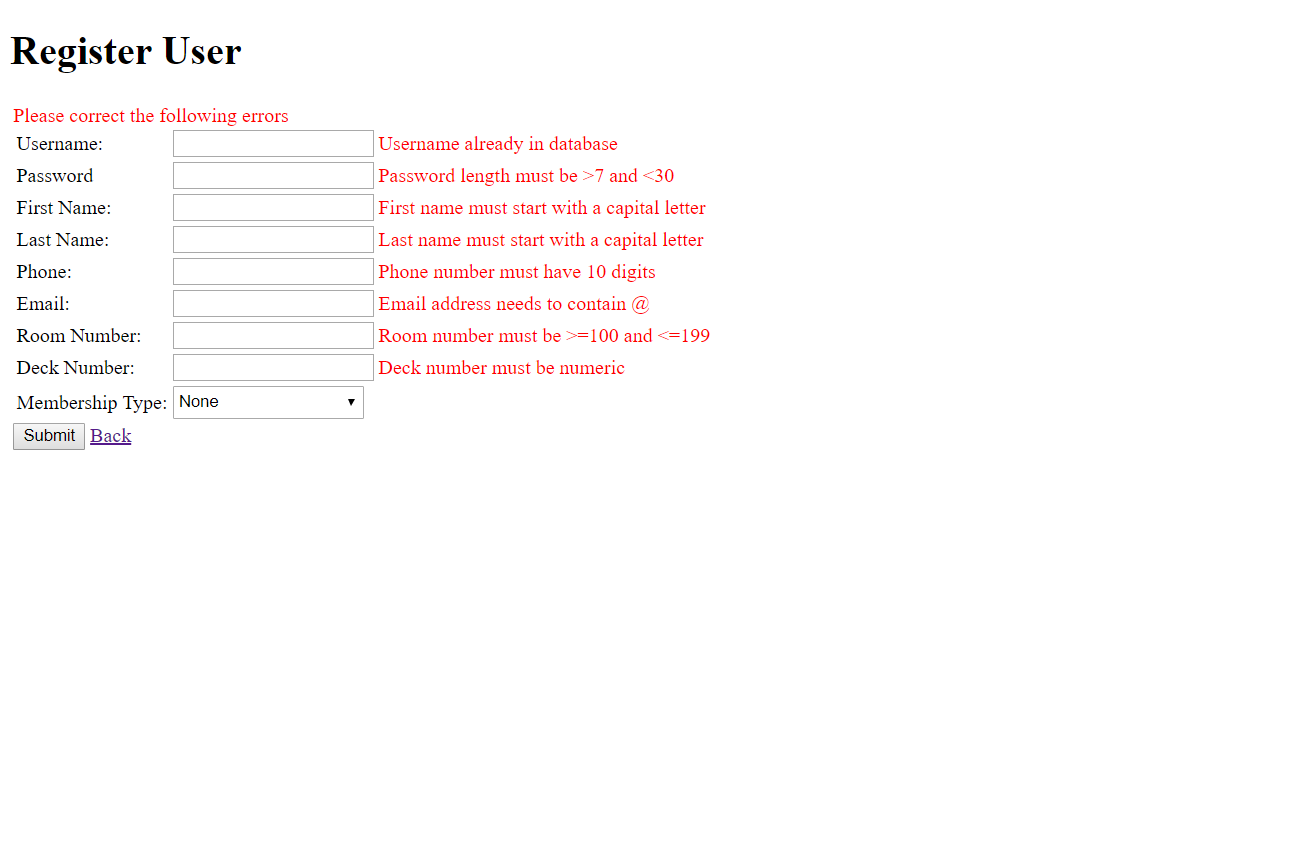 Register User
Please correct the following errors
Username: Username already in database
Password Password length must be >7 and <30
First Name: First name must start with a capital letter
Last Name: Last name must start with a capital letter
Phone: Phone number must have 10 digits
Email: Email address needs to contain @
Room Number: Room number must be >=100 and <=199
Deck Number: Deck number must be numeric
Membership Type: None
Submit Back